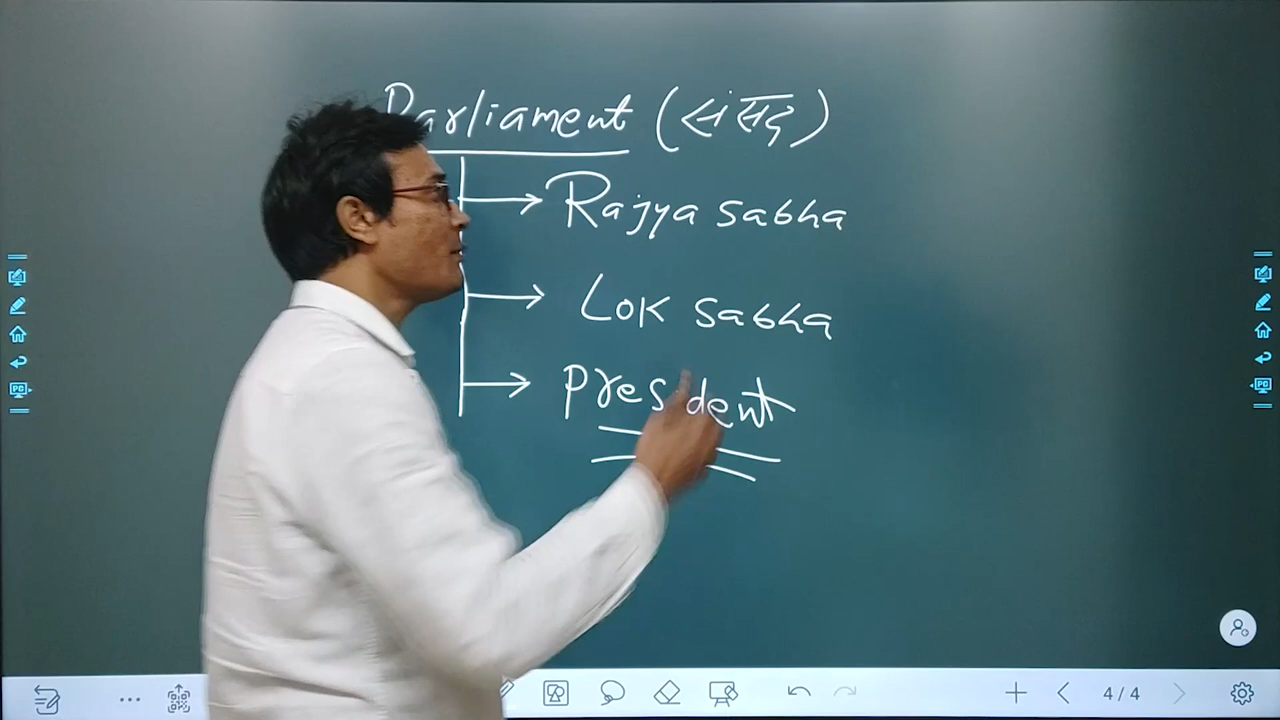 Parliament (संसद)
Rajya Sabha
Lok Sabha
President
4/4